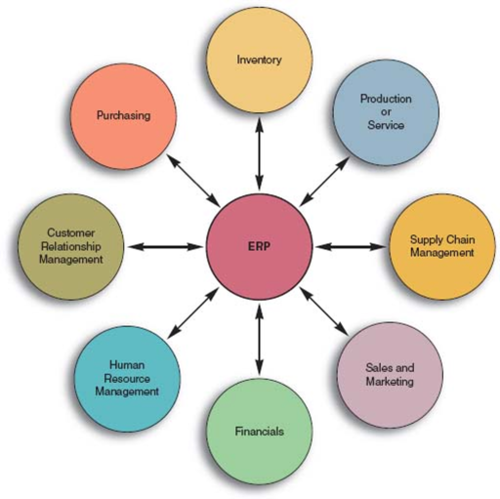 Inventory
Production
or
Service
Supply Chain
Management
Sales and
Marketing
Financials
Human
Resource
Management
Customer
Relationship
Management
Purchasing
ERP